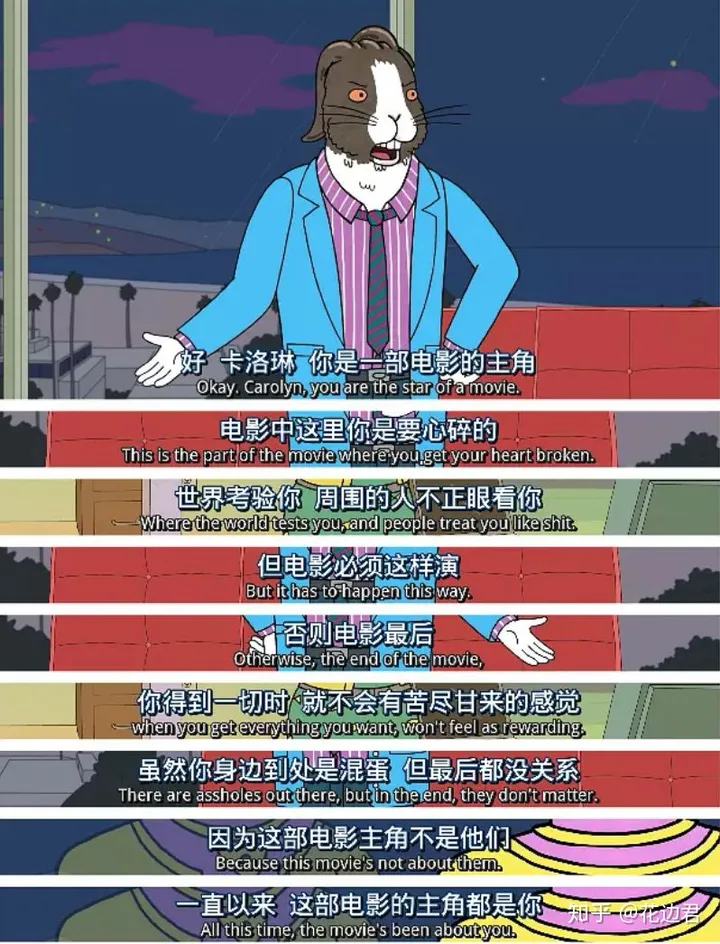 好 卡洛琳 你是一部电影的主角
Okay. Carolyn, you are the star of a movie.
电影中这里你是要心碎的
This is the part of the movie where you get your heart broken.
世界考验你 周围的人不正眼看你
Where the world tests you, and people treat you like shit.
但电影必须这样演
But it has to happen this way.
否则电影最后
Otherwise, the end of the movie,
你得到一切时 就不会有苦尽甘来的感觉
when you get everything you want, won't feel as rewarding.
虽然你身边到处是混蛋 但最后都没关系
There are assholes out there, but in the end, they don't matter.
因为这部电影主角不是他们
Because this movie's not about them.
一直以来 这部电影的主角都是你
All this time, the movie's been about you.
知乎 @花边君